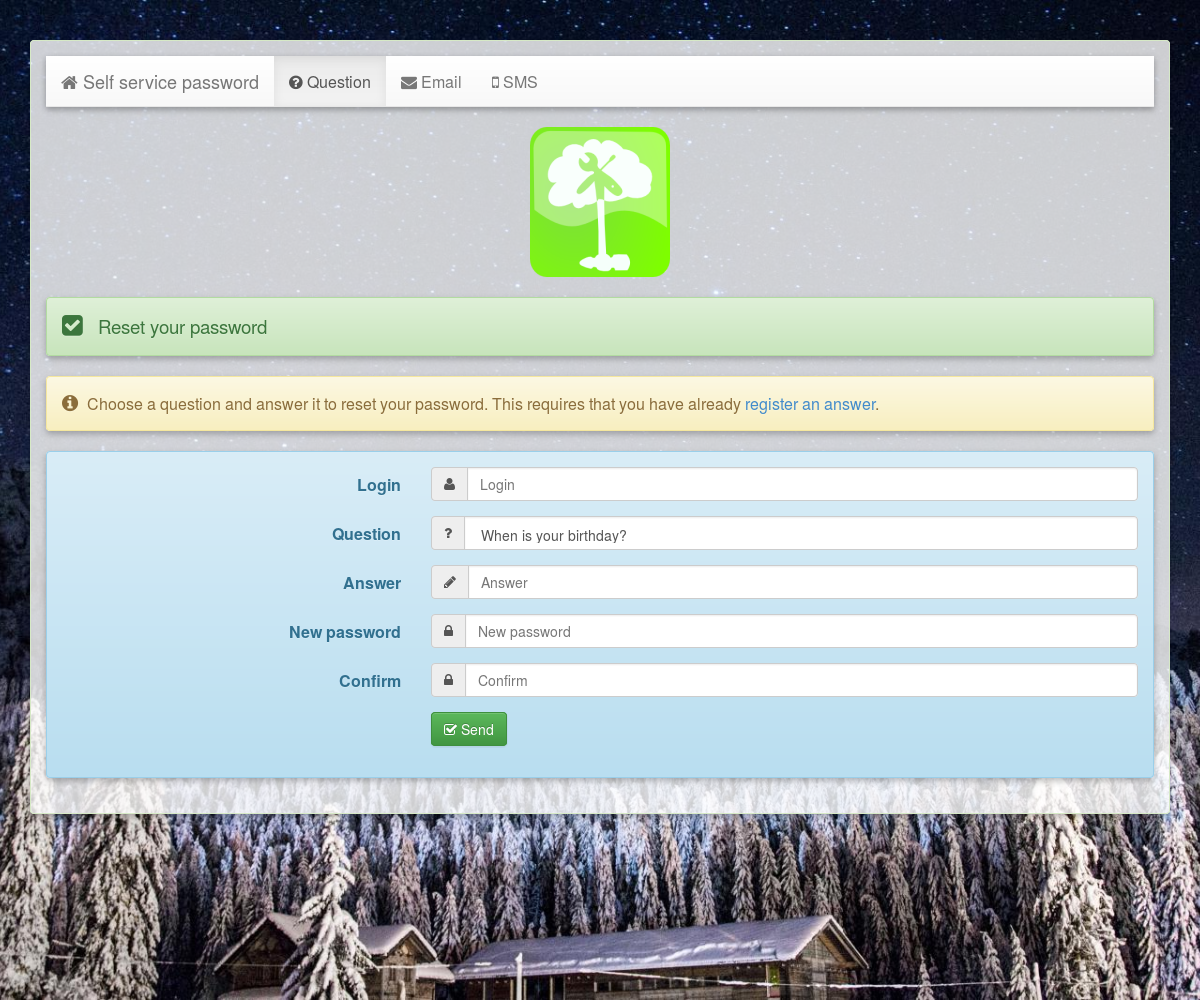 Self service password Question Email SMS
Reset your password
Choose a question and answer it to reset your password. This requires that you have already register an answer.
Login Login
Question When is your birthday?
Answer Answer
New password New password
Confirm Confirm
Send